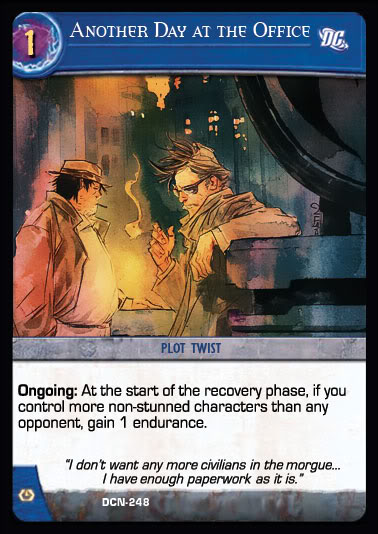 1
Another Day at the Office
DC
PLOT TWIST
Ongoing: At the start of the recovery phase, if you
control more non-stunned characters than any
opponent, gain 1 endurance.
“I don’t want any more civilians in the morgue...
I have enough paperwork as it is.”
DCN-248